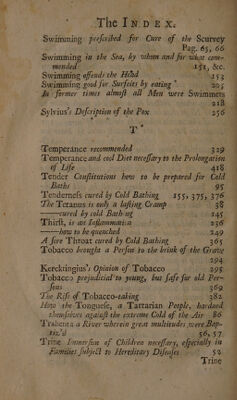 The INDEX.
Swimming prescribed for Cure of the Scurvey
Pag. 65, 66
Swimming in the Sea, by whom and for what com-
mended 151, &c.
Swimming offends the Head 153
Swimming good for Surfeits by eating 205
In former times almost all Men were Swimmers
218
Sylvius's Description of the Pox 256
T
Temperance recommended 329
Temperance and cool Diet necessary to the Prolongation
of Life 418
Tender Constitutions how to be prepared for Cold
Baths 95
Tenderness cured by Cold Bathing 155, 375, 376
The Tetanus is only a lasting Cramp 38
—— cured by cold Bathing 245
Thirst, is an Inflammation 236
—— how to be quenched 249
A sore Throat cured by Cold Bathing 365
Tobacco brought a Person to the brink of the Grave
294
Kercktingius's Opinion of Tobacco 295
Tobacco prejudicial to young, but safe for old Per-
sons 369
The Rise of Tobacco-taking 382
How the Tonguese, a Tartarian People, hardned
themselves against the extreme Cold of the Air 86
Trahenta a River wherein great multitudes were Bap-
tiz'd 56, 57
Trine Immersion of Children necessary, especially in
Families subject to Hereditary Diseases 52
Trine